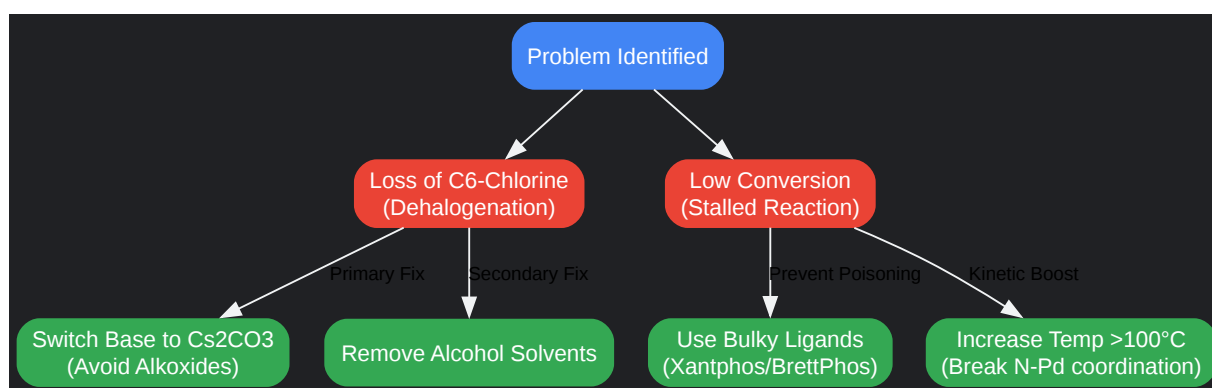 Problem Identified
Loss of C6-Chlorine
(Dehalogenation)
Low Conversion
(Stalled Reaction)
Primary Fix
Secondary Fix
Prevent Poisoning
Kinetic Boost
Switch Base to Cs2CO3
(Avoid Alkoxides)
Remove Alcohol Solvents
Use Bulky Ligands
(Xantphos/BrettPhos)
Increase Temp >100°C
(Break N-Pd coordination)